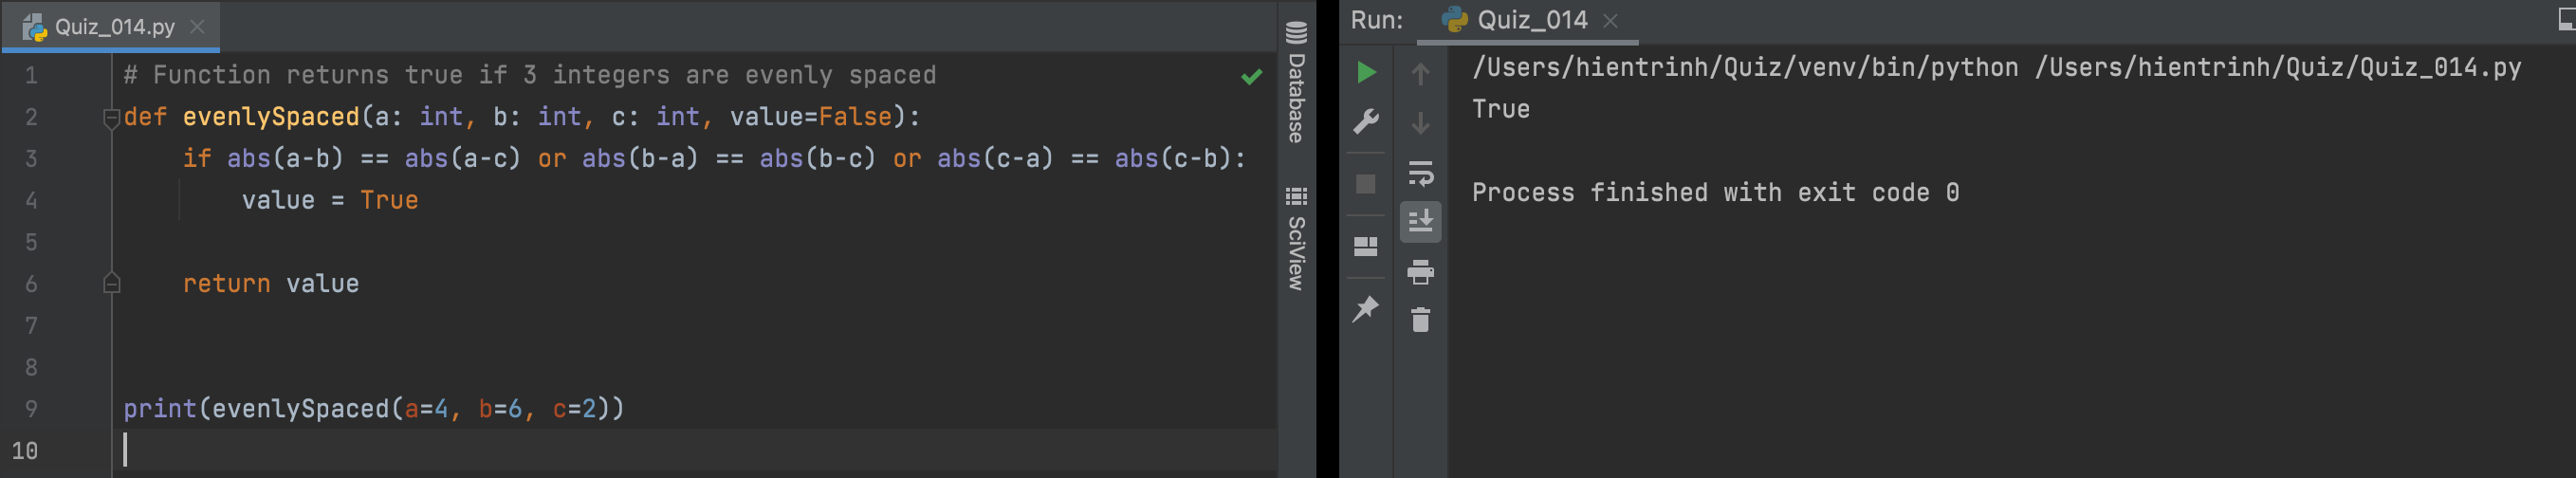 Quiz_014.py
1 # Function returns true if 3 integers are evenly spaced
2 def evenlySpaced(a: int, b: int, c: int, value=False):
3 if abs(a-b) == abs(a-c) or abs(b-a) == abs(b-c) or abs(c-a) == abs(c-b):
4 value = True
5
6 return value
7
8
9 print(evenlySpaced(a=4, b=6, c=2))
10
Database
SciView
Run: Quiz_014
/Users/hientrinh/Quiz/venv/bin/python /Users/hientrinh/Quiz/Quiz_014.py
True
Process finished with exit code 0